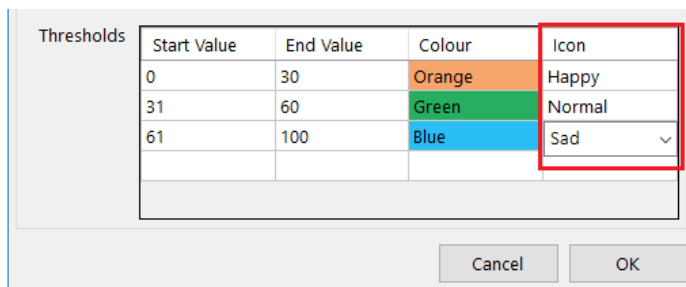 Thresholds Start Value End Value Colour Icon
0 30 Orange Happy
31 60 Green Normal
61 100 Blue Sad
Cancel OK